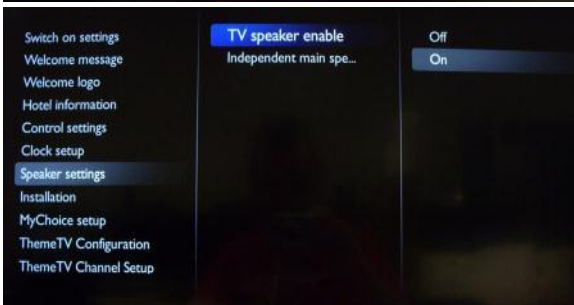 Switch on settings
Welcome message
Welcome logo
Hotel information
Control settings
Clock setup
Speaker settings
Installation
MyChoice setup
ThemeTV Configuration
ThemeTV Channel Setup
TV speaker enable
Independent main spe...
Off
On